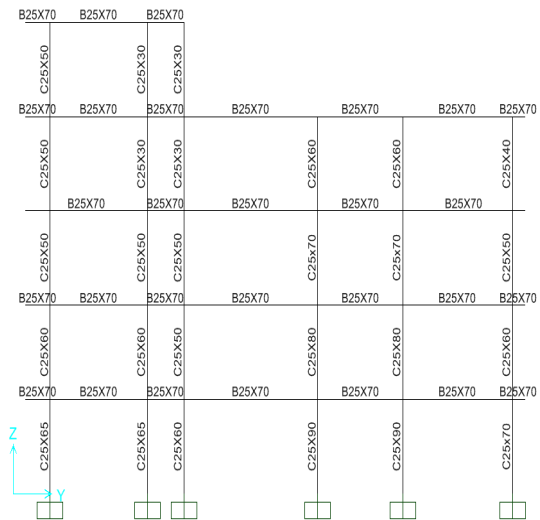 B25X70 B25X70 B25X70
C25X50 C25X30 C25X30
B25X70 B25X70 B25X70 B25X70 B25X70 B25X70 B25X70
C25X50 C25X30 C25X30 C25X60 C25X60 C25X40
B25X70 B25X70 B25X70 B25X70 B25X70
C25X50 C25X50 C25X50 C25x70 C25x70 C25X50
B25X70 B25X70 B25X70 B25X70 B25X70 B25X70 B25X70
C25X60 C25X60 C25X50 C25X80 C25X80 C25X60
B25X70 B25X70 B25X70 B25X70 B25X70 B25X70 B25X70
C25X65 C25X65 C25X60 C25X90 C25X90 C25x70
Z
Y